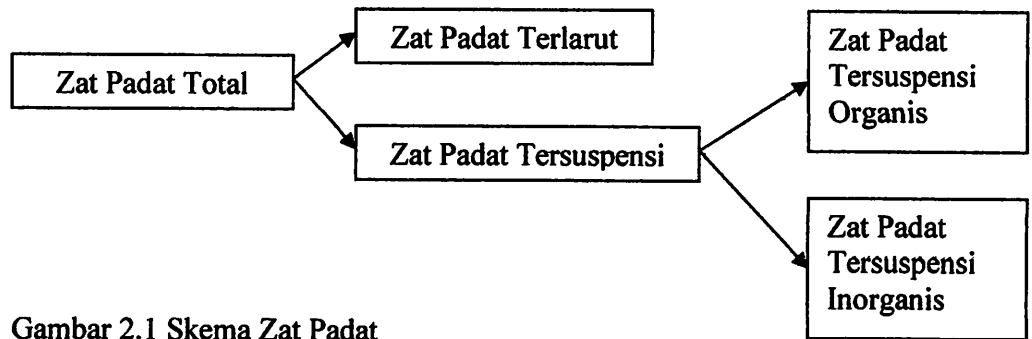 Zat Padat Total
Zat Padat Terlarut
Zat Padat Tersuspensi
Zat Padat
Tersuspensi
Organis
Zat Padat
Tersuspensi
Inorganis
Gambar 2.1 Skema Zat Padat